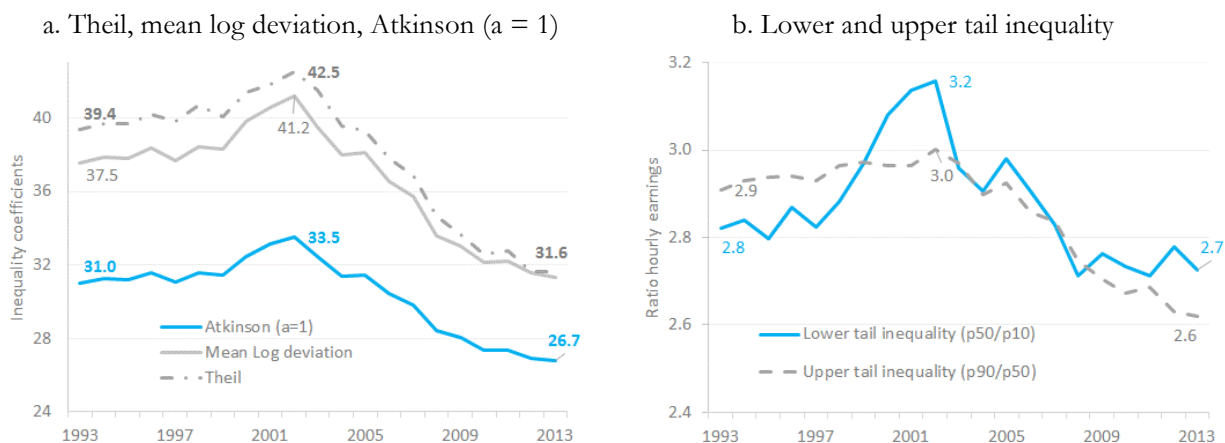 a. Theil, mean log deviation, Atkinson (a = 1)
Inequality coefficients
40
36
32
28
24
39.4
37.5
31.0
42.5
41.2
33.5
31.6
26.7
Atkinson (a=1)
Mean Log deviation
Theil
1993 1997 2001 2005 2009 2013
b. Lower and upper tail inequality
Ratio hourly earnings
3.2
3.0
2.8
2.6
2.4
2.9
2.8
3.2
3.0
2.7
2.6
Lower tail inequality (p50/p10)
Upper tail inequality (p90/p50)
1993 1997 2001 2005 2009 2013